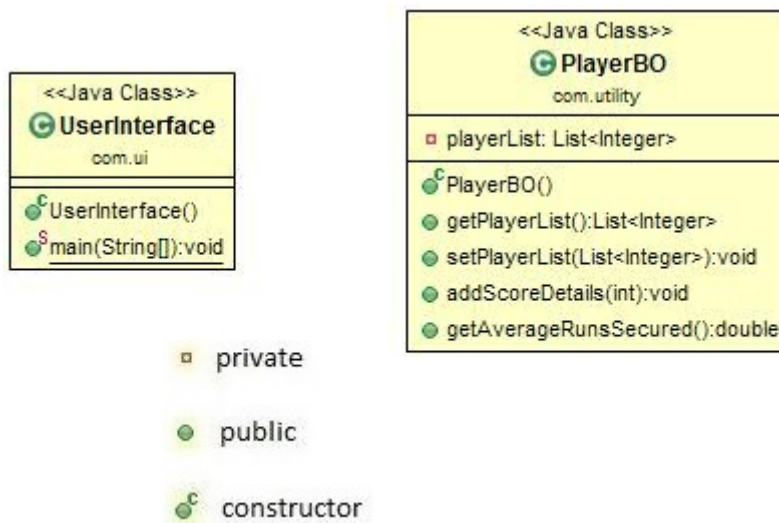 <<Java Class>>
UserInterface
com.ui
UserInterface()
main(String[]):void
<<Java Class>>
PlayerBO
com.utility
playerList: List<Integer>
PlayerBO()
getPlayerList():List<Integer>
setPlayerList(List<Integer>):void
addScoreDetails(int):void
getAverageRunsSecured():double
private
public
constructor